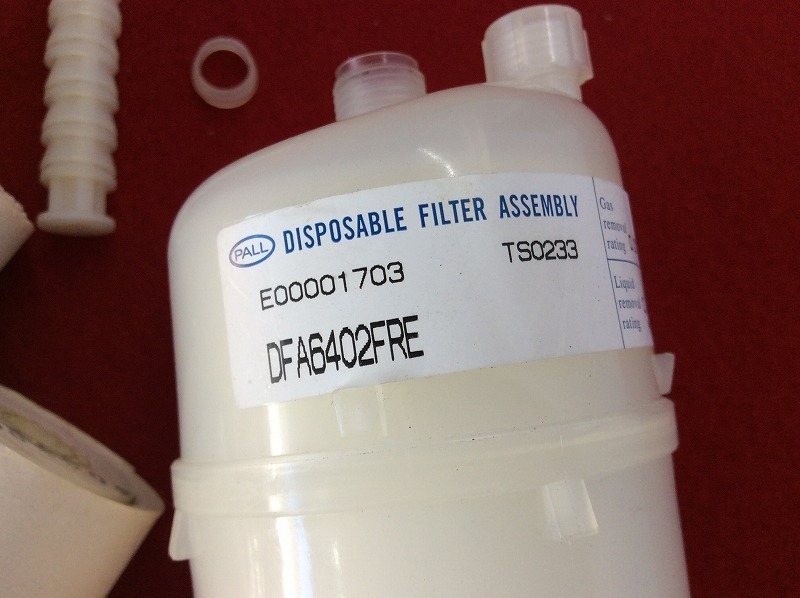 PALL DISPOSABLE FILTER ASSEMBLY
E00001703 TS0233
DFA6402FRE
Gas
removal
rating
Liquid
removal
rating